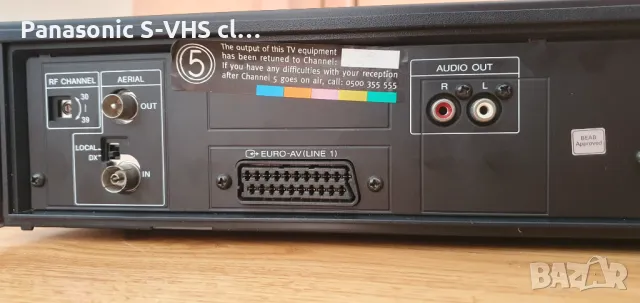 Panasonic S-VHS cl...
5
The output of this TV equipment
has been retuned to Channel:
If you have any difficulties with your reception
after Channel 5 goes on air, call: 0500 355 555
RF CHANNEL
38
39
AERIAL
OUT
LOCAL
DX
IN
EURO-AV (LINE 1)
AUDIO OUT
R L
BEAB
Approved
BAZAR